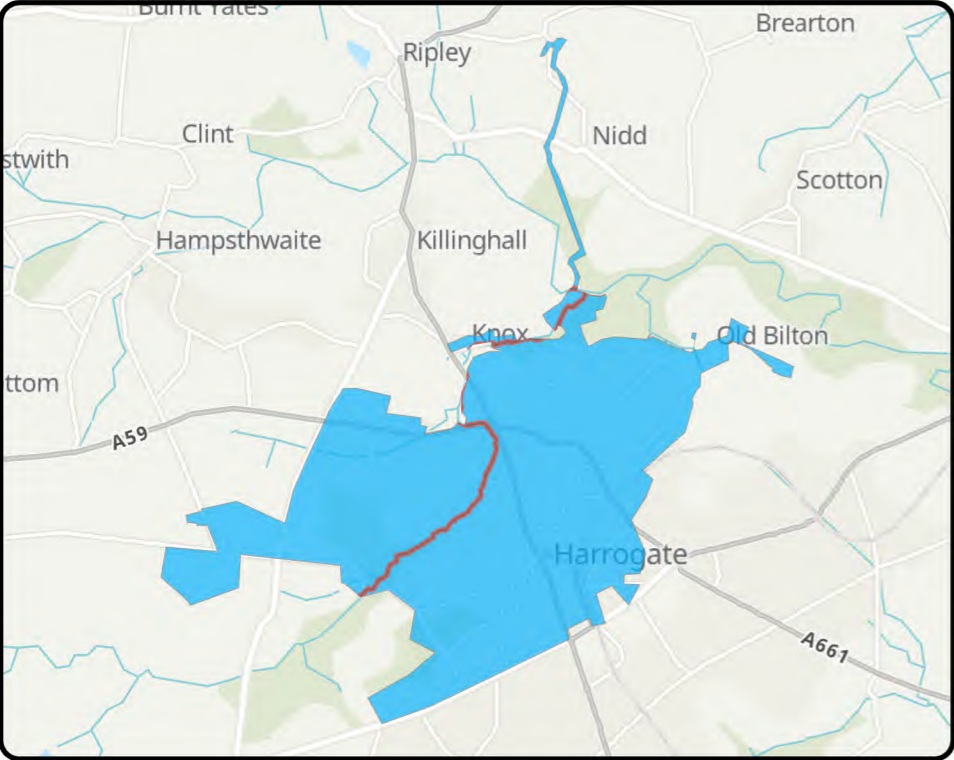 Burnt Yates
Brearton
Ripley
Clint
Nidd
stwith
Scotton
Hampsthwaite
Killinghall
Knox
Old Bilton
ttom
A59
Harrogate
A661